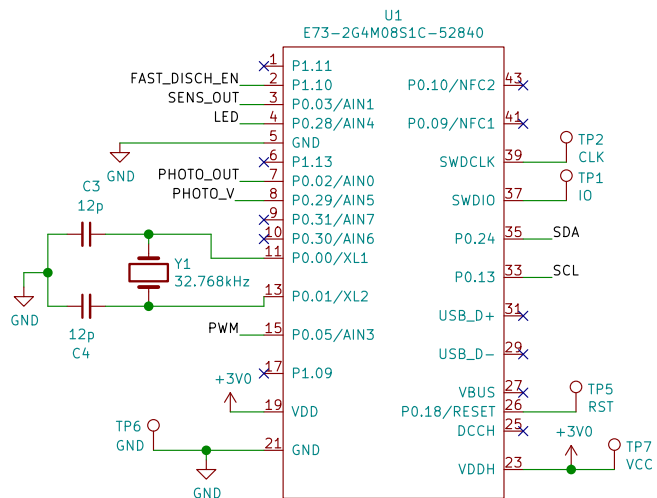 U1
E73-2G4M08S1C-52840
1 P1.11
FAST_DISCH_EN 2 P1.10
SENS_OUT 3 P0.03/AIN1
LED 4 P0.28/AIN4
5 GND
GND
6 P1.13
PHOTO_OUT 7 P0.02/AIN0
PHOTO_V 8 P0.29/AIN5
9 P0.31/AIN7
10 P0.30/AIN6
11 P0.00/XL1
13 P0.01/XL2
PWM 15 P0.05/AIN3
17 P1.09
+3V0
19 VDD
21 GND
C3
12p
Y1
32.768kHz
GND
12p
C4
TP6
GND
GND
P0.10/NFC2 43
P0.09/NFC1 41
SWDCLK 39
TP2
CLK
SWDIO 37
TP1
IO
P0.24 35 SDA
P0.13 33 SCL
USB_D+ 31
USB_D- 29
VBUS 27
P0.18/RESET 26
TP5
RST
DCCH 25
+3V0
VDDH 23
TP7
VCC